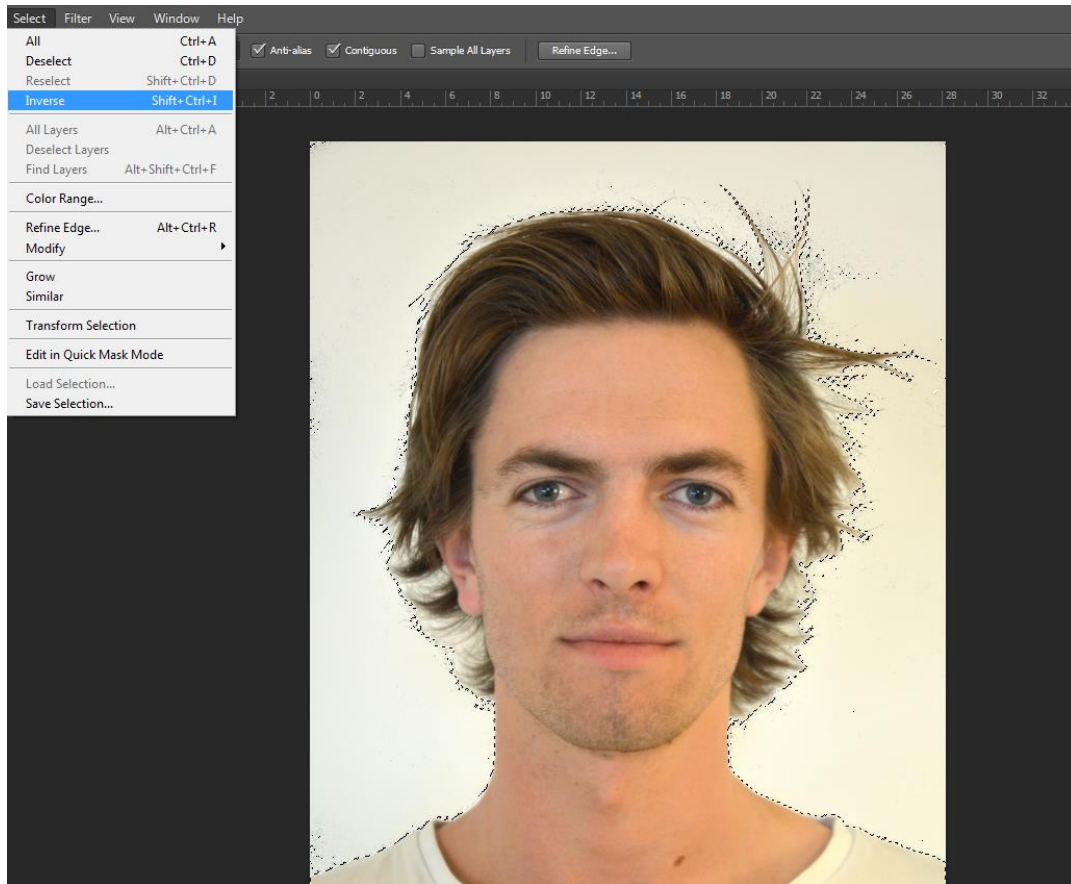 Select Filter View Window Help
All Ctrl+A
Deselect Ctrl+D
Reselect Shift+Ctrl+D
Inverse Shift+Ctrl+I
All Layers Alt+Ctrl+A
Deselect Layers
Find Layers Alt+Shift+Ctrl+F
Color Range...
Refine Edge... Alt+Ctrl+R
Modify
Grow
Similar
Transform Selection
Edit in Quick Mask Mode
Load Selection...
Save Selection...
Anti-alias Contiguous Sample All Layers Refine Edge...
2 0 2 4 6 8 10 12 14 16 18 20 22 24 26 28 30 32